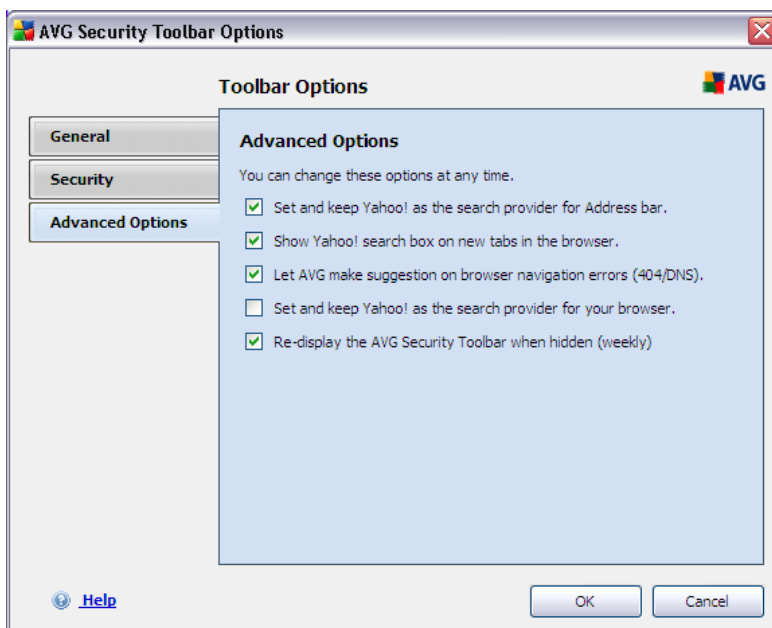 AVG Security Toolbar Options
Toolbar Options
AVG
General
Security
Advanced Options
Advanced Options
You can change these options at any time.
Set and keep Yahoo! as the search provider for Address bar.
Show Yahoo! search box on new tabs in the browser.
Let AVG make suggestion on browser navigation errors (404/DNS).
Set and keep Yahoo! as the search provider for your browser.
Re-display the AVG Security Toolbar when hidden (weekly)
Help
OK
Cancel